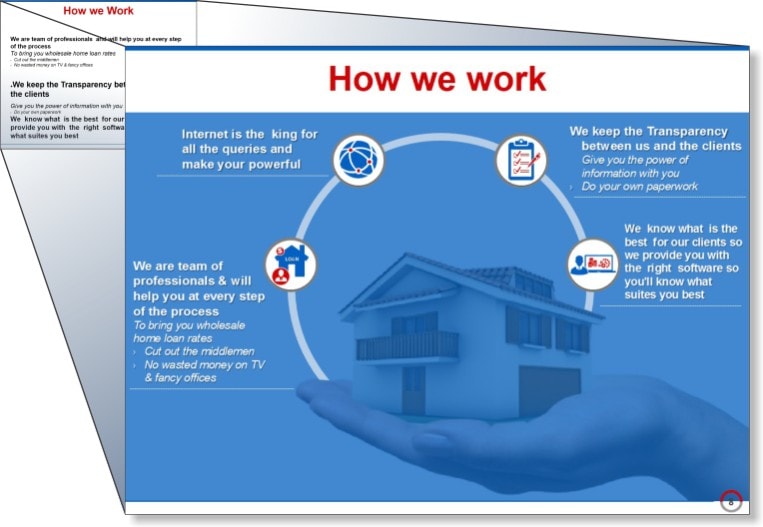 How we Work
We are team of professionals and will help you at every step
of the process
To bring you wholesale home loan rates
- Cut out the middlemen
- No wasted money on TV & fancy offices
.We keep the Transparency bet
the clients
Give you the power of information with you
- Do your own paperwork
We know what is the best for our
provide you with the right softwa
what suites you best
How we work
Internet is the king for
all the queries and
make your powerful
We keep the Transparency
between us and the clients
Give you the power of
information with you
› Do your own paperwork
We know what is the
best for our clients so
we provide you with
the right software so
you'll know what
suites you best
We are team of
professionals & will
help you at every step
of the process
To bring you wholesale
home loan rates
› Cut out the middlemen
› No wasted money on TV
& fancy offices
LOAN
8